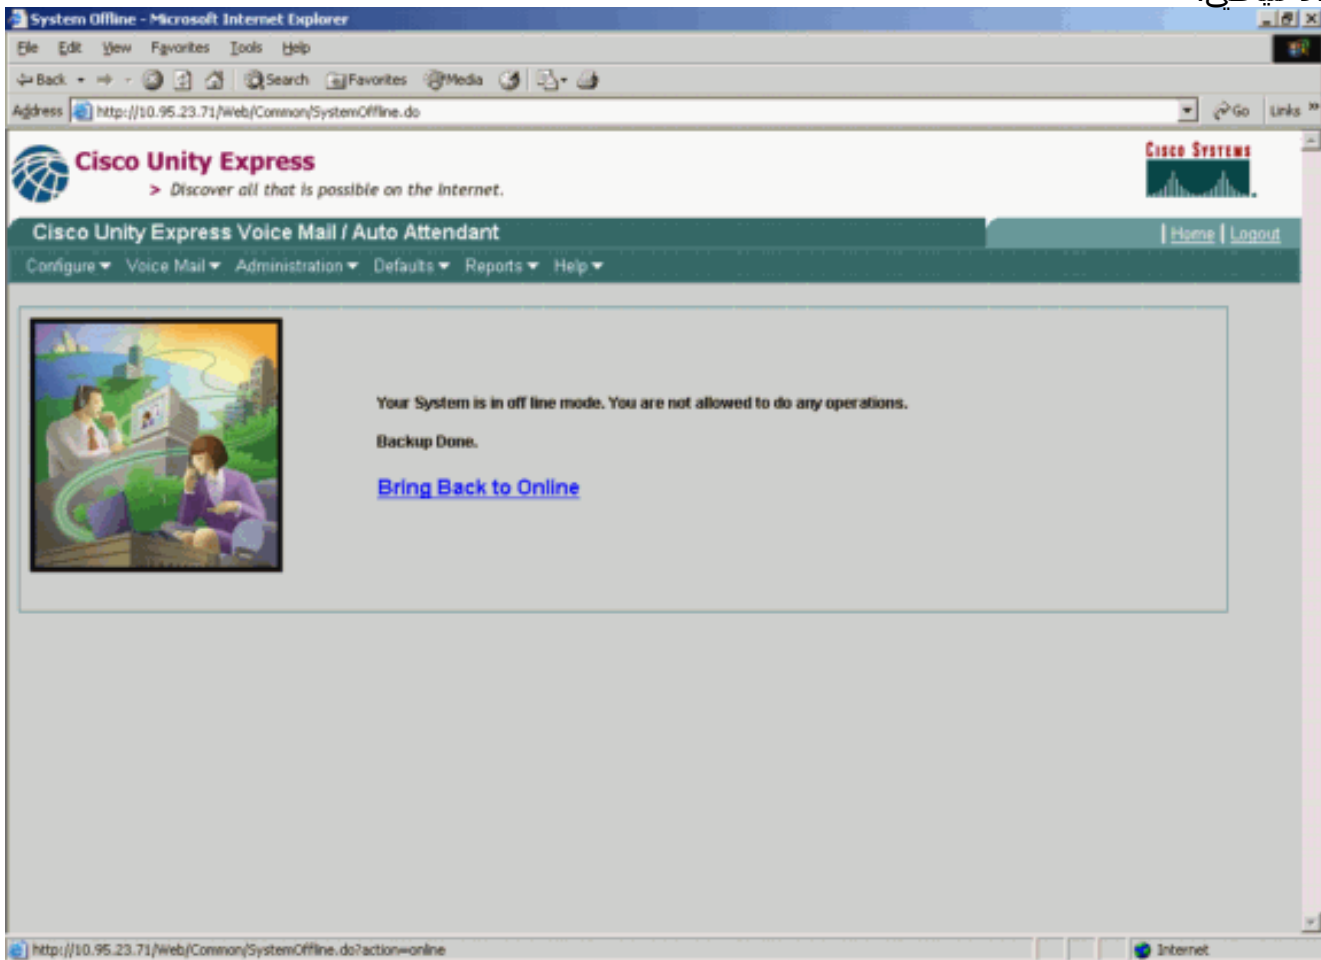 System Offline - Microsoft Internet Explorer
File Edit View Favorites Tools Help
Back Search Favorites Media
Address http://10.95.23.71/Web/Common/SystemOffline.do Go Links »
Cisco Unity Express
> Discover all that is possible on the Internet.
CISCO SYSTEMS
Cisco Unity Express Voice Mail / Auto Attendant
| Home | Logout
Configure Voice Mail Administration Defaults Reports Help
Your System is in off line mode. You are not allowed to do any operations.
Backup Done.
Bring Back to Online
http://10.95.23.71/Web/Common/SystemOffline.do?action=online
Internet